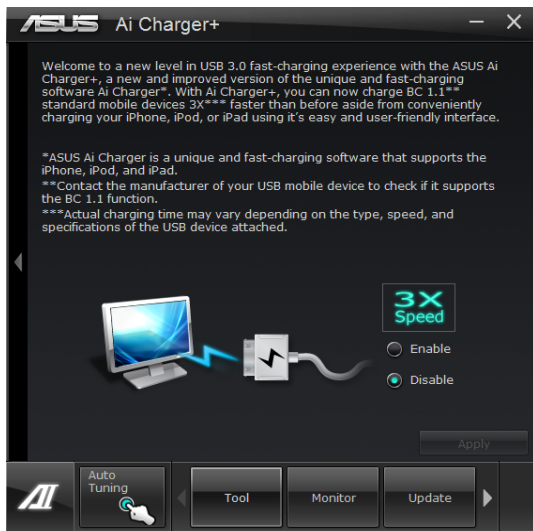 ASUS Ai Charger+
Welcome to a new level in USB 3.0 fast-charging experience with the ASUS Ai
Charger+, a new and improved version of the unique and fast-charging
software Ai Charger*. With Ai Charger+, you can now charge BC 1.1**
standard mobile devices 3X*** faster than before aside from conveniently
charging your iPhone, iPod, or iPad using it's easy and user-friendly interface.
*ASUS Ai Charger is a unique and fast-charging software that supports the
iPhone, iPod, and iPad.
**Contact the manufacturer of your USB mobile device to check if it supports
the BC 1.1 function.
***Actual charging time may vary depending on the type, speed, and
specifications of the USB device attached.
3X
Speed
Enable
Disable
Apply
AI
Auto
Tuning
Tool
Monitor
Update